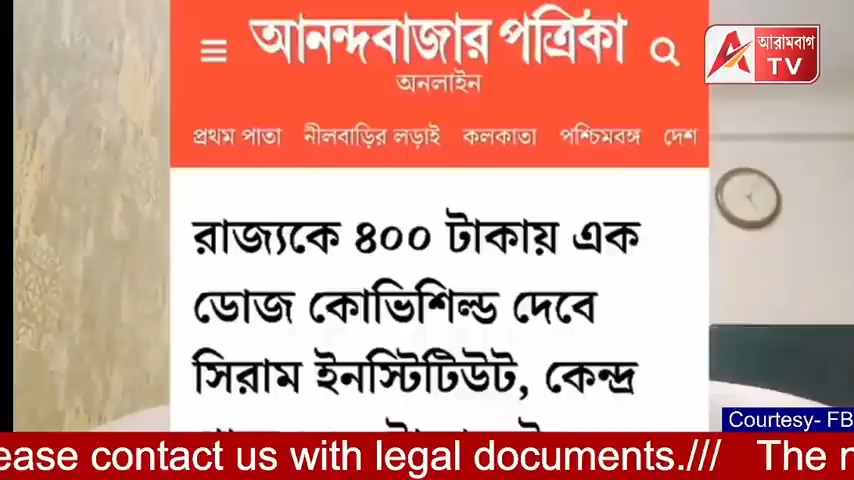 আনন্দবাজার পত্রিকা
অনলাইন
আরামবাগ
TV
প্রথম পাতা নীলবাড়ির লড়াই কলকাতা পশ্চিমবঙ্গ দেশ
রাজ্যকে ৪০০ টাকায় এক
ডোজ কোভিশিল্ড দেবে
সিরাম ইনস্টিটিউট, কেন্দ্র
Courtesy- FB
ease contact us with legal documents./// The